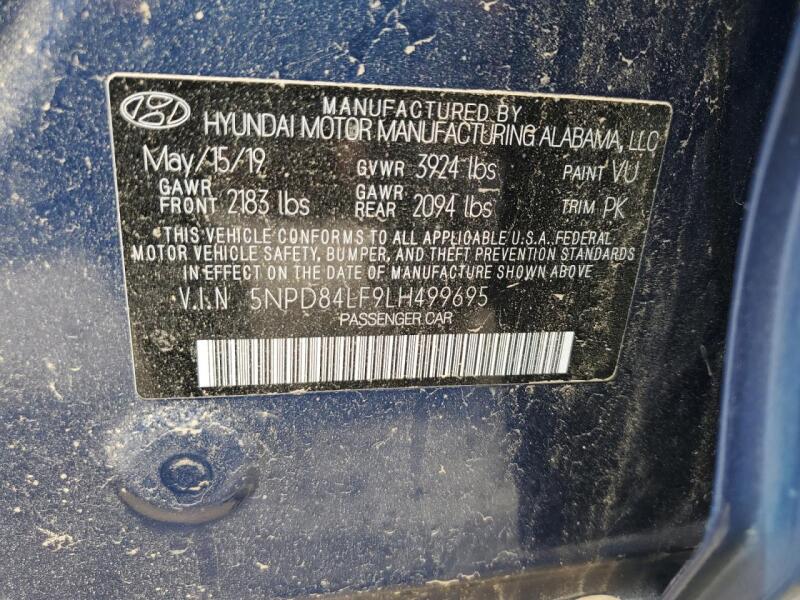 MANUFACTURED BY
HYUNDAI MOTOR MANUFACTURING ALABAMA, LLC
May/15/19 GVWR 3924 lbs PAINT VU
GAWR FRONT 2183 lbs GAWR REAR 2094 lbs TRIM PK
THIS VEHICLE CONFORMS TO ALL APPLICABLE U.S.A. FEDERAL
MOTOR VEHICLE SAFETY, BUMPER, AND THEFT PREVENTION STANDARDS
IN EFFECT ON THE DATE OF MANUFACTURE SHOWN ABOVE
V.I.N 5NPD84LF9LH499695
PASSENGER CAR